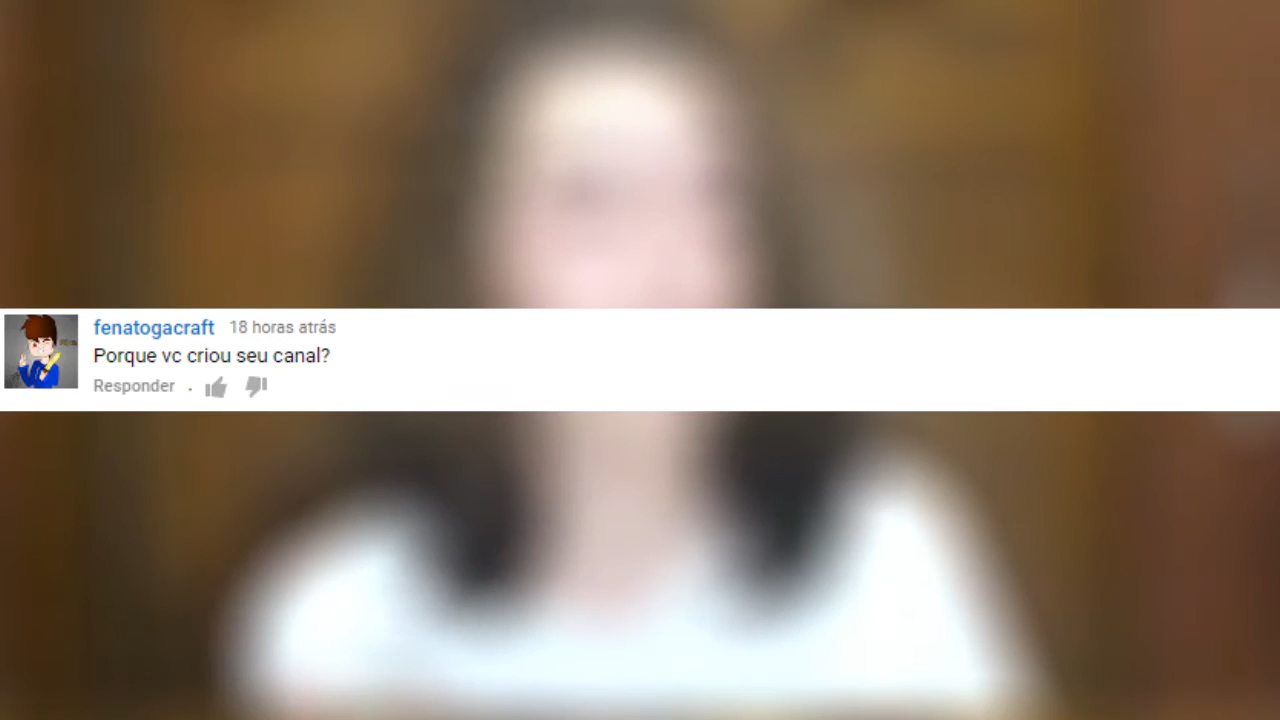 fenatogacraft 18 horas atrás
Porque vc criou seu canal?
Responder